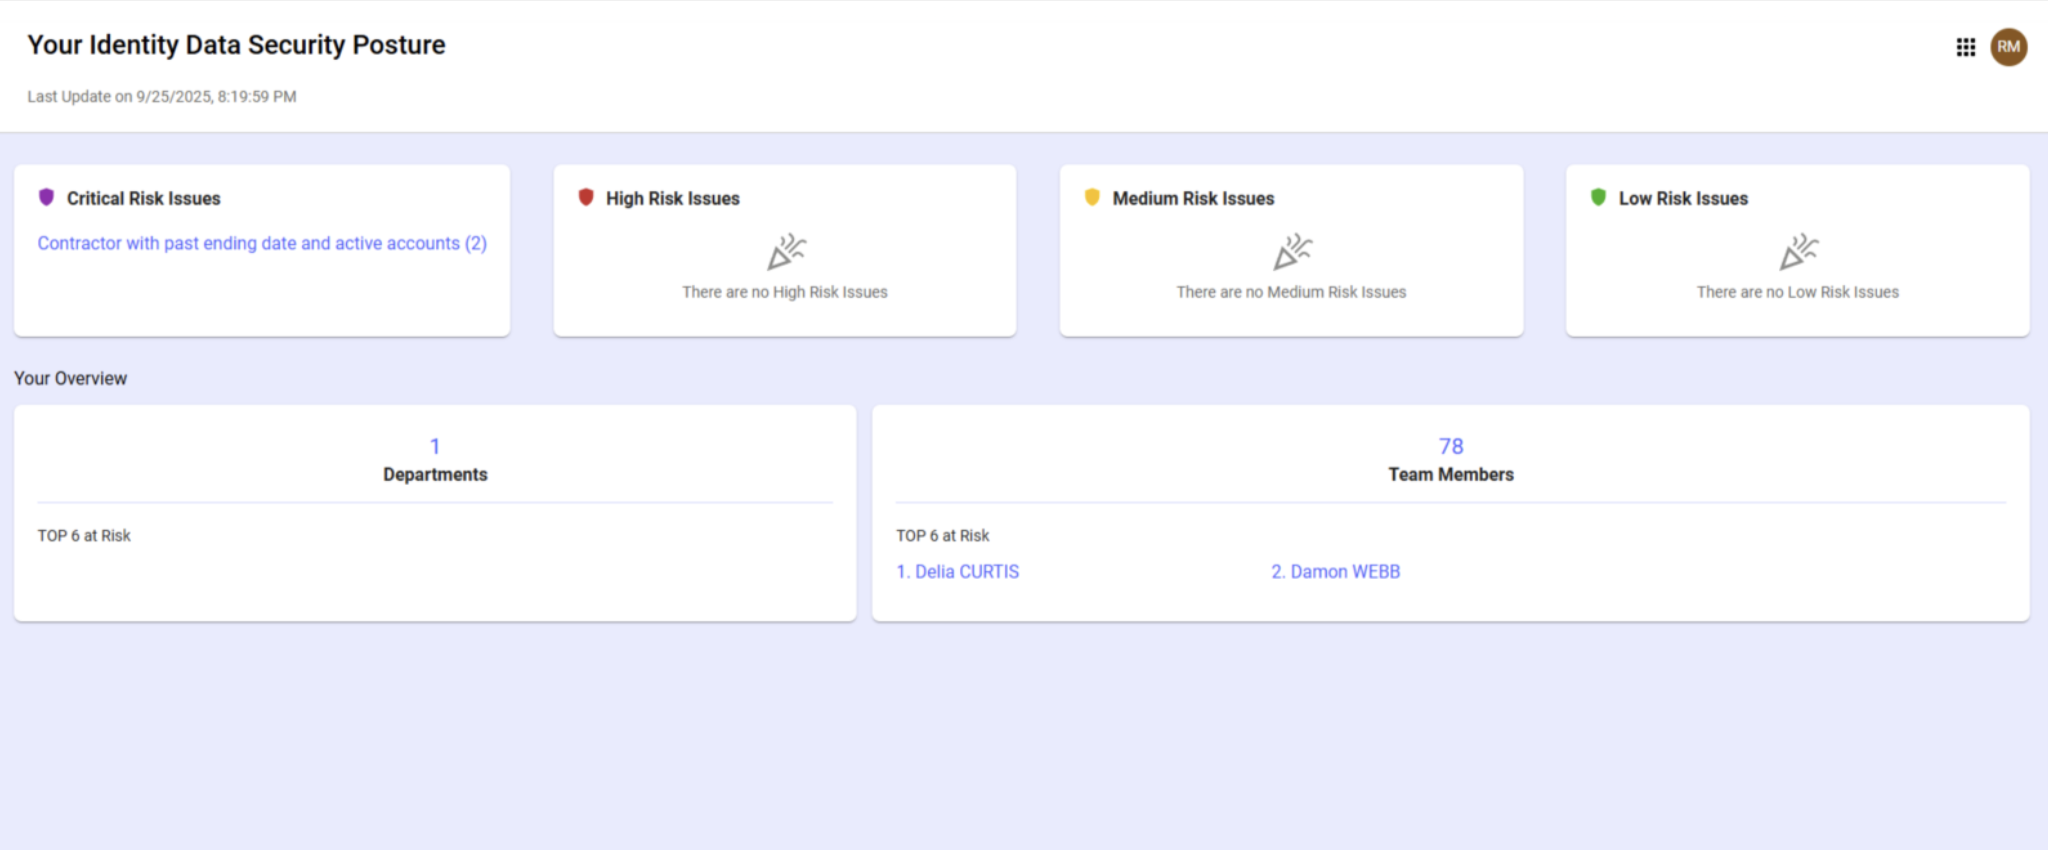 Your Identity Data Security Posture
RM
Last Update on 9/25/2025, 8:19:59 PM
Critical Risk Issues
Contractor with past ending date and active accounts (2)
High Risk Issues
There are no High Risk Issues
Medium Risk Issues
There are no Medium Risk Issues
Low Risk Issues
There are no Low Risk Issues
Your Overview
1
Departments
TOP 6 at Risk
78
Team Members
TOP 6 at Risk
1. Delia CURTIS
2. Damon WEBB